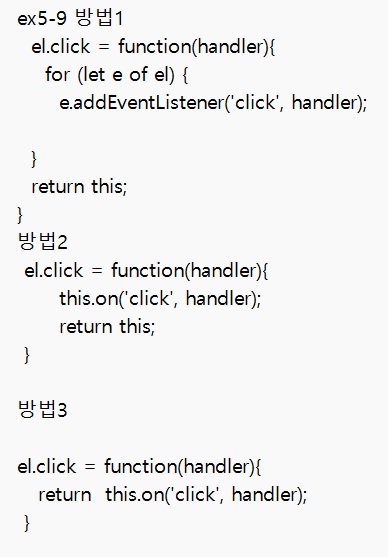 ex5-9 방법1
el.click = function(handler){
for (let e of el) {
e.addEventListener('click', handler);
}
return this;
}
방법2
el.click = function(handler){
this.on('click', handler);
return this;
}
방법3
el.click = function(handler){
return this.on('click', handler);
}